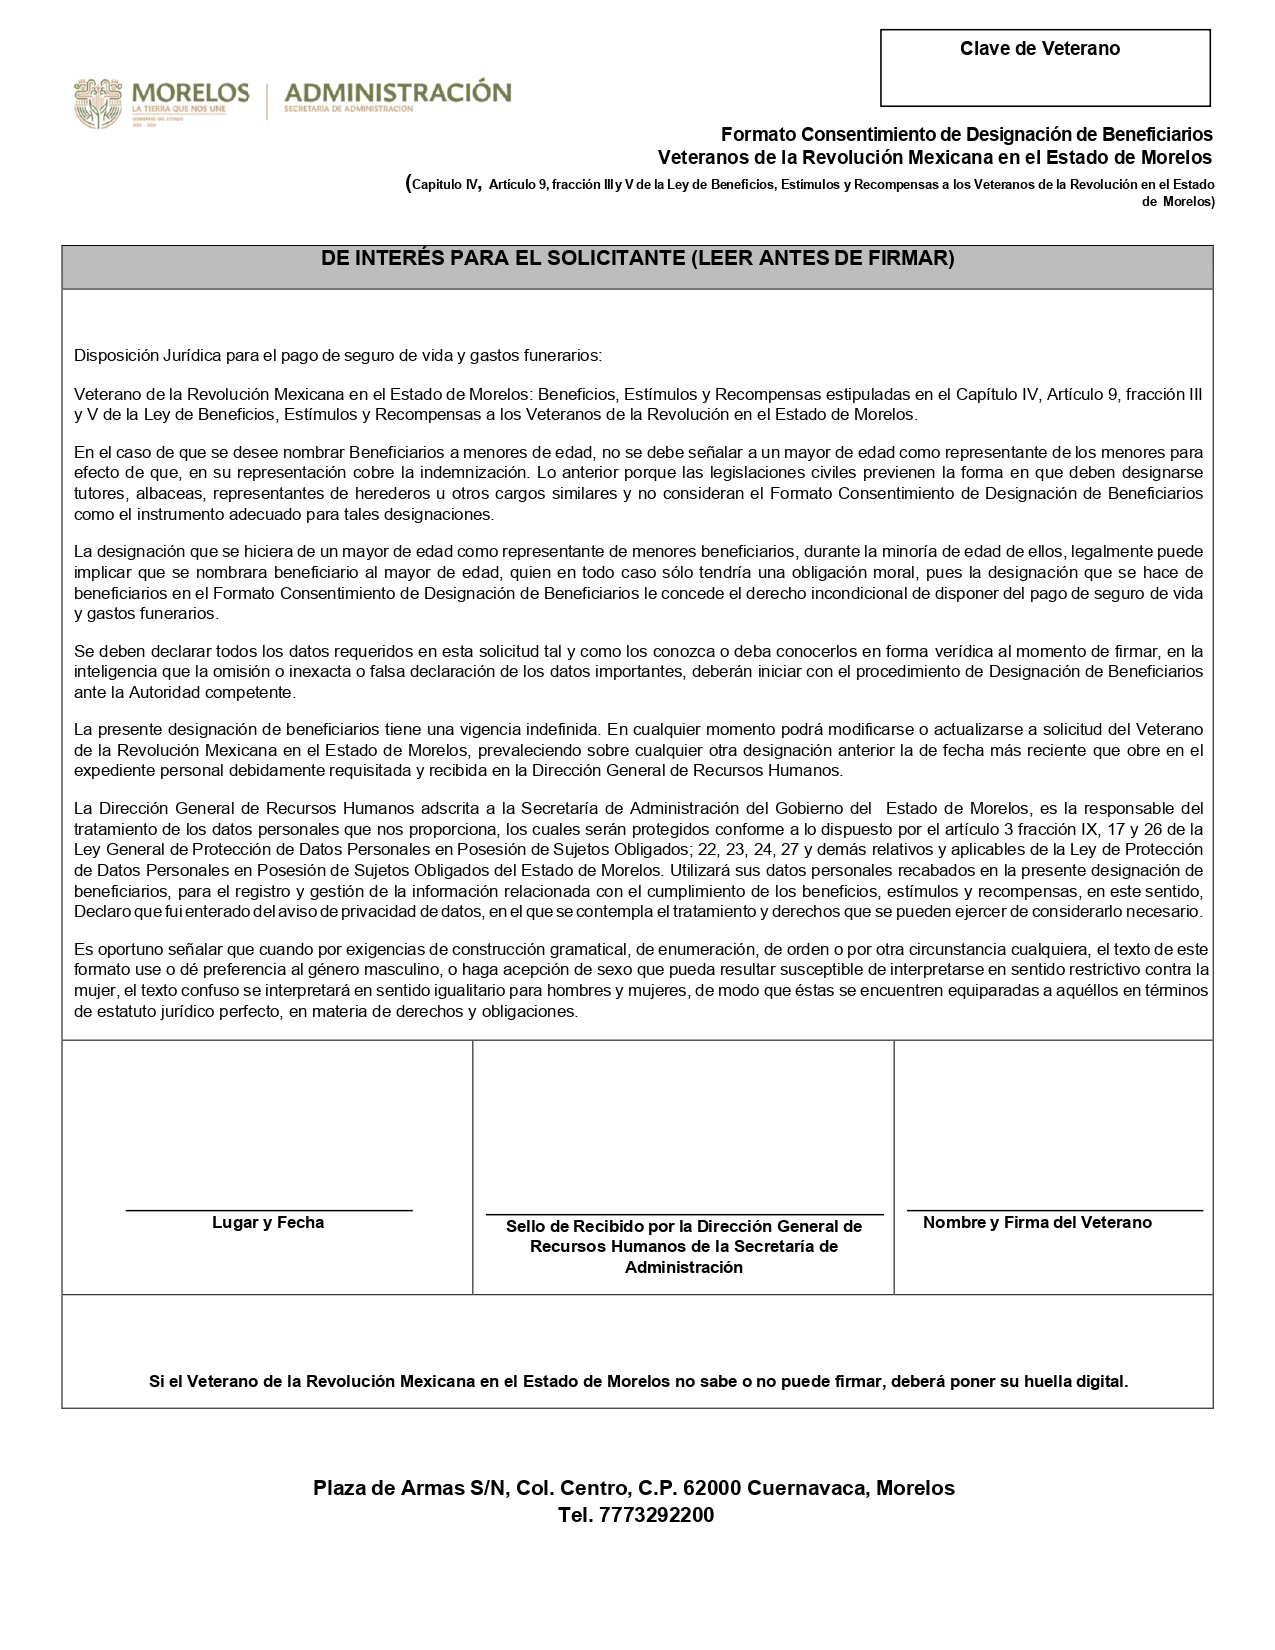 Clave de Veterano
MORELOS
LA TIERRA QUE NOS UNE
GOBIERNO DEL ESTADO
2024 - 2030
ADMINISTRACIÓN
SECRETARÍA DE ADMINISTRACIÓN
Formato Consentimiento de Designación de Beneficiarios
Veteranos de la Revolución Mexicana en el Estado de Morelos
(Capitulo IV, Artículo 9, fracción III y V de la Ley de Beneficios, Estímulos y Recompensas a los Veteranos de la Revolución en el Estado
de Morelos)
DE INTERÉS PARA EL SOLICITANTE (LEER ANTES DE FIRMAR)
Disposición Jurídica para el pago de seguro de vida y gastos funerarios:
Veterano de la Revolución Mexicana en el Estado de Morelos: Beneficios, Estímulos y Recompensas estipuladas en el Capítulo IV, Artículo 9, fracción III
y V de la Ley de Beneficios, Estímulos y Recompensas a los Veteranos de la Revolución en el Estado de Morelos.
En el caso de que se desee nombrar Beneficiarios a menores de edad, no se debe señalar a un mayor de edad como representante de los menores para
efecto de que, en su representación cobre la indemnización. Lo anterior porque las legislaciones civiles previenen la forma en que deben designarse
tutores, albaceas, representantes de herederos u otros cargos similares y no consideran el Formato Consentimiento de Designación de Beneficiarios
como el instrumento adecuado para tales designaciones.
La designación que se hiciera de un mayor de edad como representante de menores beneficiarios, durante la minoría de edad de ellos, legalmente puede
implicar que se nombrara beneficiario al mayor de edad, quien en todo caso sólo tendría una obligación moral, pues la designación que se hace de
beneficiarios en el Formato Consentimiento de Designación de Beneficiarios le concede el derecho incondicional de disponer del pago de seguro de vida
y gastos funerarios.
Se deben declarar todos los datos requeridos en esta solicitud tal y como los conozca o deba conocerlos en forma verídica al momento de firmar, en la
inteligencia que la omisión o inexacta o falsa declaración de los datos importantes, deberán iniciar con el procedimiento de Designación de Beneficiarios
ante la Autoridad competente.
La presente designación de beneficiarios tiene una vigencia indefinida. En cualquier momento podrá modificarse o actualizarse a solicitud del Veterano
de la Revolución Mexicana en el Estado de Morelos, prevaleciendo sobre cualquier otra designación anterior la de fecha más reciente que obre en el
expediente personal debidamente requisitada y recibida en la Dirección General de Recursos Humanos.
La Dirección General de Recursos Humanos adscrita a la Secretaría de Administración del Gobierno del Estado de Morelos, es la responsable del
tratamiento de los datos personales que nos proporciona, los cuales serán protegidos conforme a lo dispuesto por el artículo 3 fracción IX, 17 y 26 de la
Ley General de Protección de Datos Personales en Posesión de Sujetos Obligados; 22, 23, 24, 27 y demás relativos y aplicables de la Ley de Protección
de Datos Personales en Posesión de Sujetos Obligados del Estado de Morelos. Utilizará sus datos personales recabados en la presente designación de
beneficiarios, para el registro y gestión de la información relacionada con el cumplimiento de los beneficios, estímulos y recompensas, en este sentido,
Declaro que fui enterado del aviso de privacidad de datos, en el que se contempla el tratamiento y derechos que se pueden ejercer de considerarlo necesario.
Es oportuno señalar que cuando por exigencias de construcción gramatical, de enumeración, de orden o por otra circunstancia cualquiera, el texto de este
formato use o dé preferencia al género masculino, o haga acepción de sexo que pueda resultar susceptible de interpretarse en sentido restrictivo contra la
mujer, el texto confuso se interpretará en sentido igualitario para hombres y mujeres, de modo que éstas se encuentren equiparadas a aquéllos en términos
de estatuto jurídico perfecto, en materia de derechos y obligaciones.
Lugar y Fecha
Sello de Recibido por la Dirección General de
Recursos Humanos de la Secretaría de
Administración
Nombre y Firma del Veterano
Si el Veterano de la Revolución Mexicana en el Estado de Morelos no sabe o no puede firmar, deberá poner su huella digital.
Plaza de Armas S/N, Col. Centro, C.P. 62000 Cuernavaca, Morelos
Tel. 7773292200